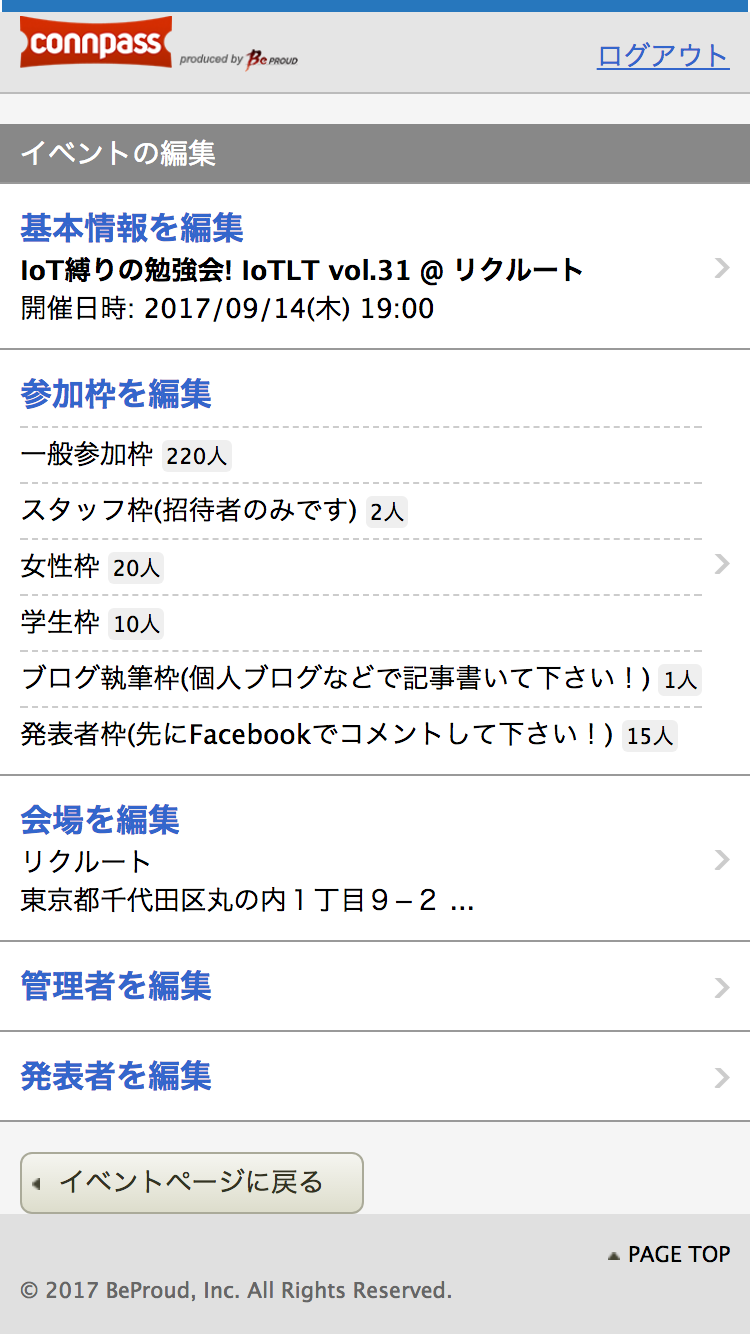 connpass produced by BePROUD
ログアウト
イベントの編集
基本情報を編集
IoT縛りの勉強会! IoTLT vol.31 @ リクルート
開催日時: 2017/09/14(木) 19:00
参加枠を編集
一般参加枠 220人
スタッフ枠(招待者のみです) 2人
女性枠 20人
学生枠 10人
ブログ執筆枠(個人ブログなどで記事書いて下さい！) 1人
発表者枠(先にFacebookでコメントして下さい！) 15人
会場を編集
リクルート
東京都千代田区丸の内１丁目９−２ ...
管理者を編集
発表者を編集
イベントページに戻る
PAGE TOP
© 2017 BeProud, Inc. All Rights Reserved.